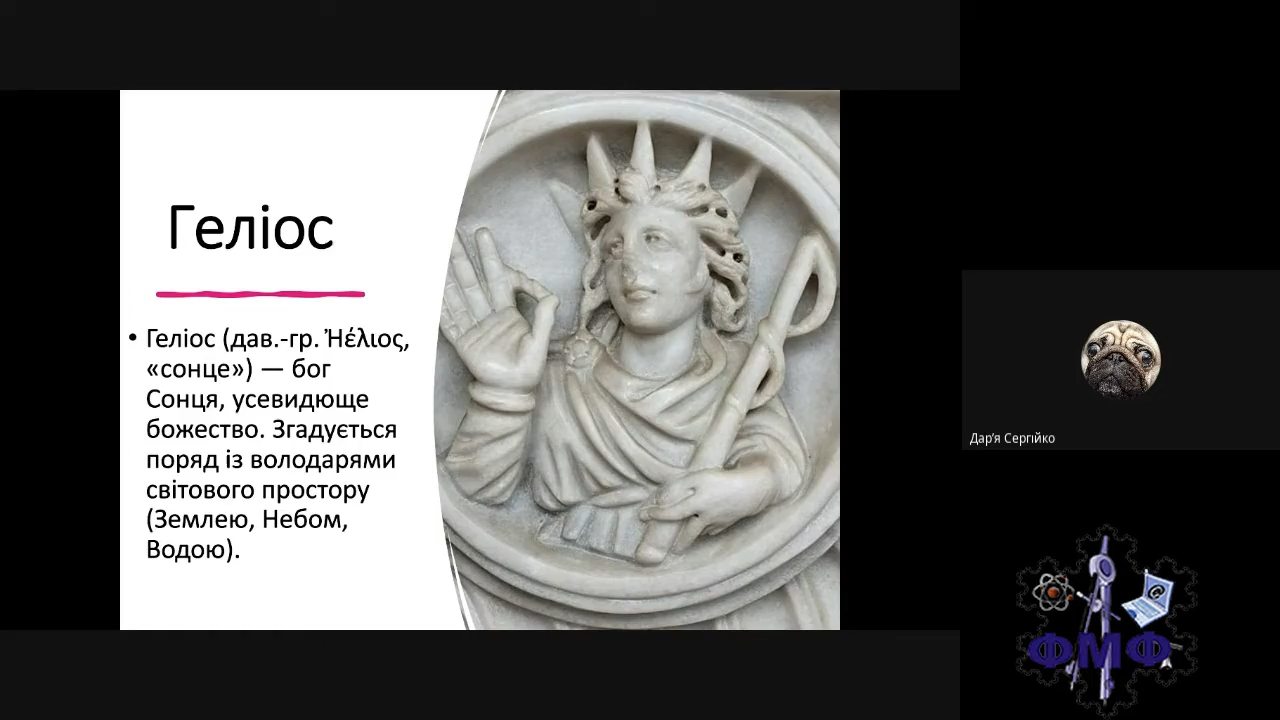 Геліос
• Геліос (дав.-гр. Ἠέλιος,
«сонце») — бог
Сонця, усевидюще
божество. Згадується
поряд із володарями
світового простору
(Землею, Небом,
Водою).
Дар'я Сергійко
ФМФ